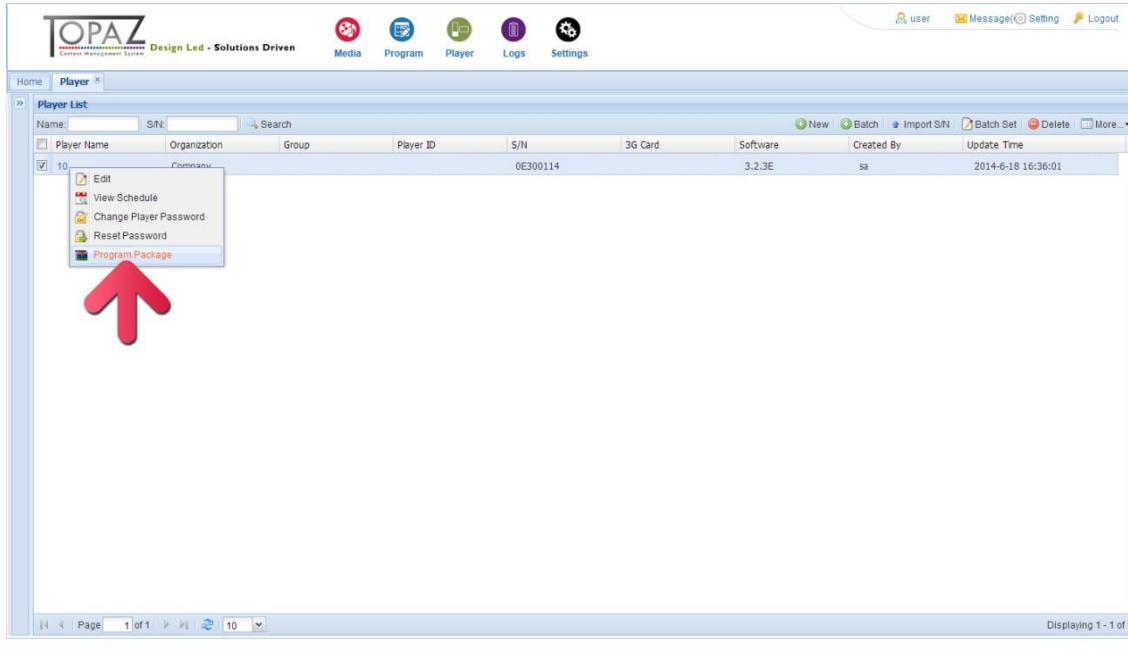 TOPAZ
Content Management System
Design Led - Solutions Driven
Media Program Player Logs Settings
user Message( Setting Logout
Home Player
Player List
Name: S/N: Search New Batch Import S/N Batch Set Delete More...
Player Name Organization Group Player ID S/N 3G Card Software Created By Update Time
10 Company 0E300114 3.2.3E sa 2014-6-18 16:36:01
Edit
View Schedule
Change Player Password
Reset Password
Program Package
Page 1 of 1 10 Displaying 1 - 1 of